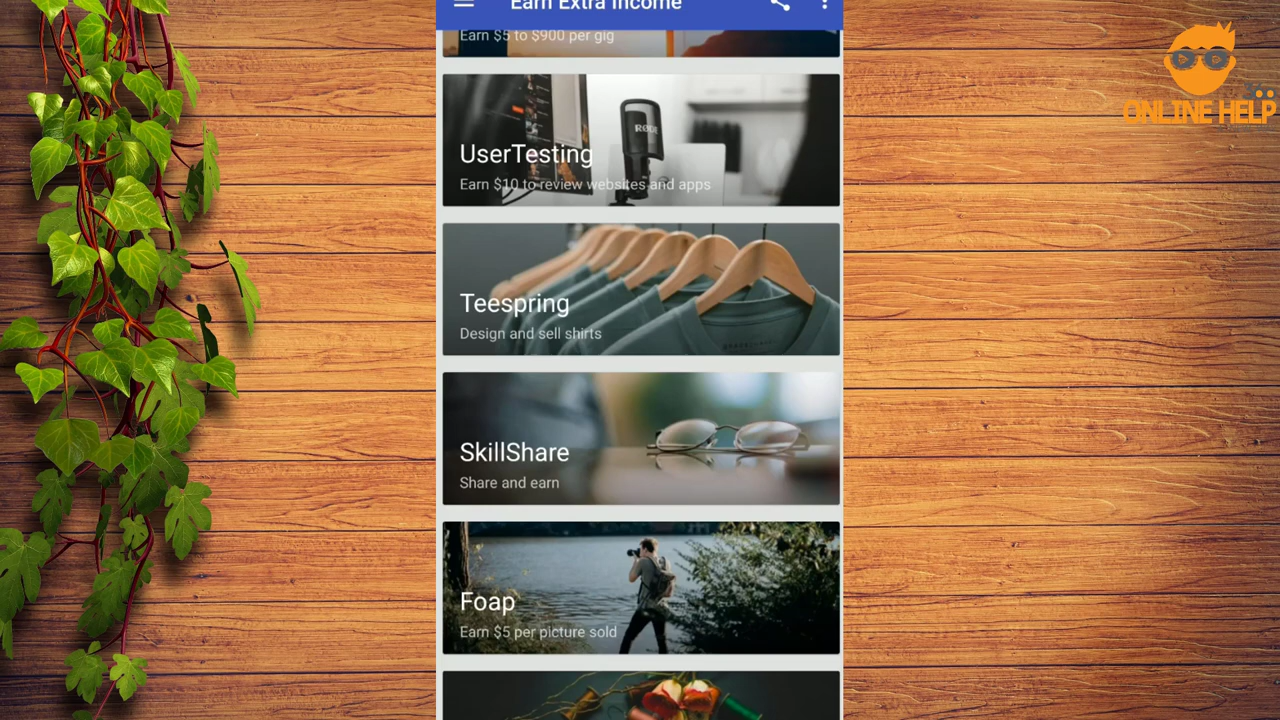 Earn Extra Income
Earn $5 to $900 per gig
UserTesting
Earn $10 to review websites and apps
Teespring
Design and sell shirts
SkillShare
Share and earn
Foap
Earn $5 per picture sold
ONLINE HELP
RØDE